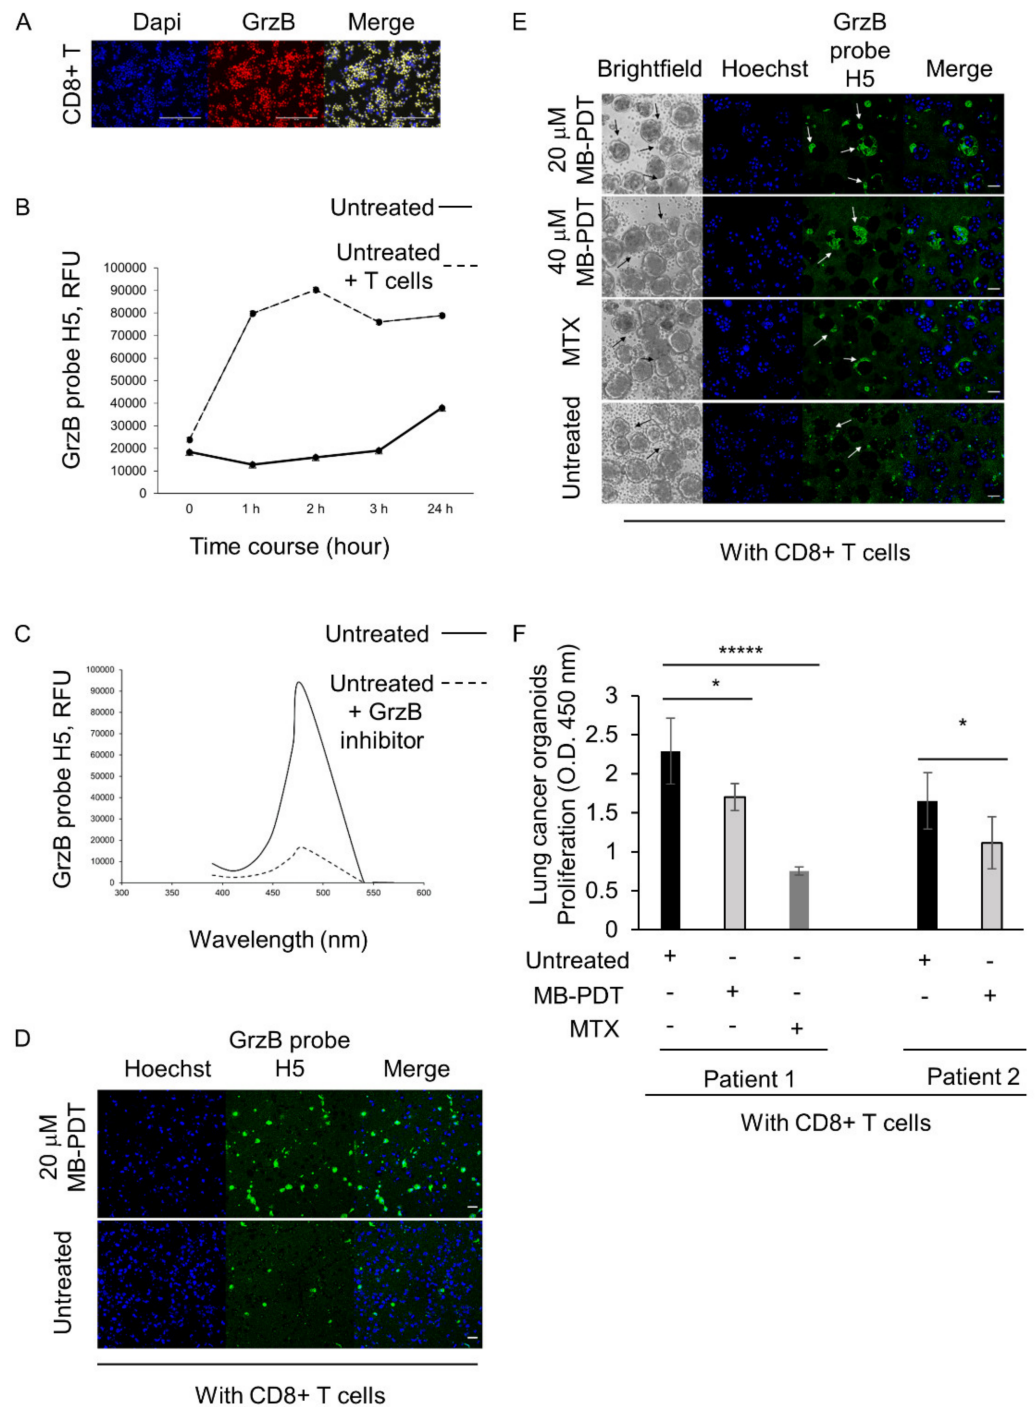 A
Dapi GrzB Merge
CD8+ T
B
Untreated
Untreated
+ T cells
GrzB probe H5, RFU
100000
90000
80000
70000
60000
50000
40000
30000
20000
10000
0
0 1 h 2 h 3 h 24 h
Time course (hour)
C
Untreated
Untreated
+ GrzB
inhibitor
GrzB probe H5, RFU
100000
90000
80000
70000
60000
50000
40000
30000
20000
10000
0
300 350 400 450 500 550 600
Wavelength (nm)
D
GrzB probe
Hoechst H5 Merge
20 µM
MB-PDT
Untreated
With CD8+ T cells
E
GrzB
probe
Brightfield Hoechst H5 Merge
20 µM
MB-PDT
40 µM
MB-PDT
MTX
Untreated
With CD8+ T cells
F
Lung cancer organoids
Proliferation (O.D. 450 nm)
*****
*
*
3
2.5
2
1.5
1
0.5
0
Untreated + - - + -
MB-PDT - + - - +
MTX - - +
Patient 1 Patient 2
With CD8+ T cells